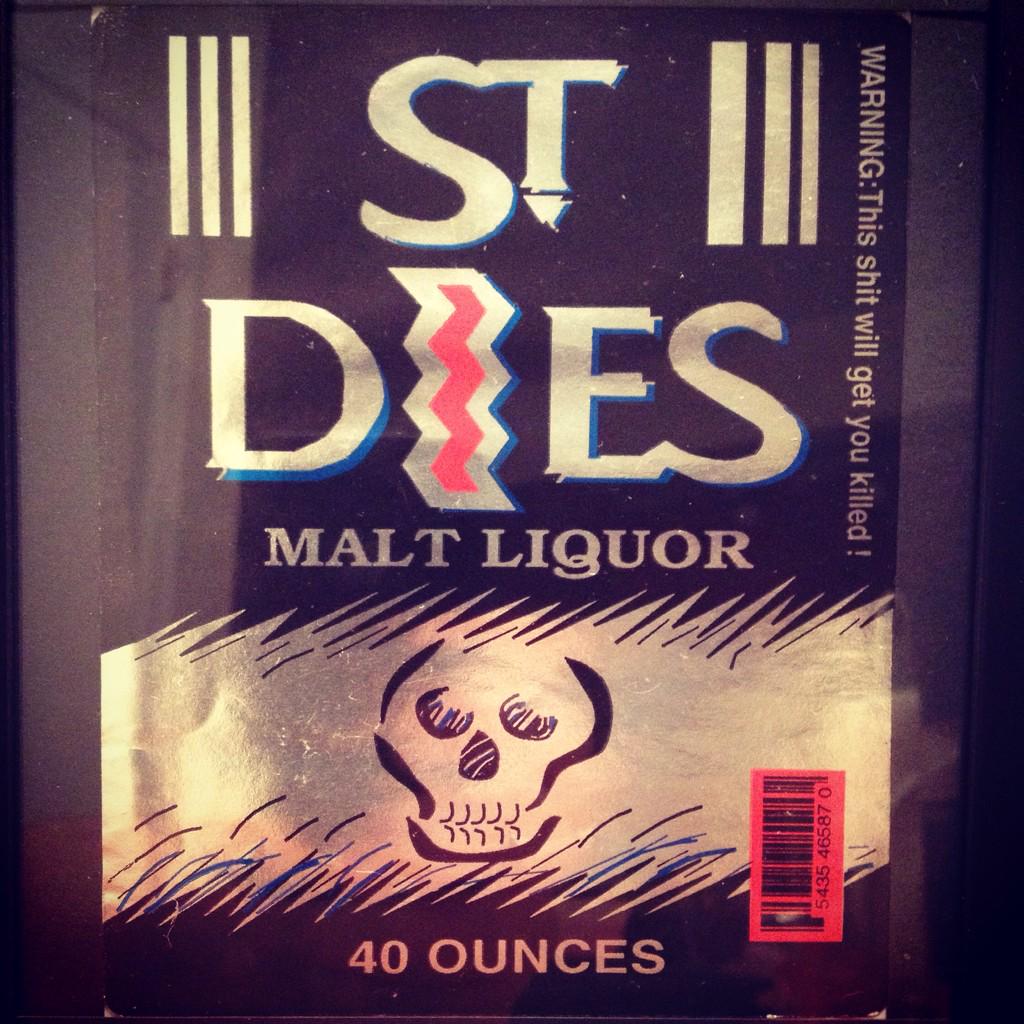 ST
DIES
MALT LIQUOR
WARNING:This shit will get you killed!
5435 46587 0
40 OUNCES